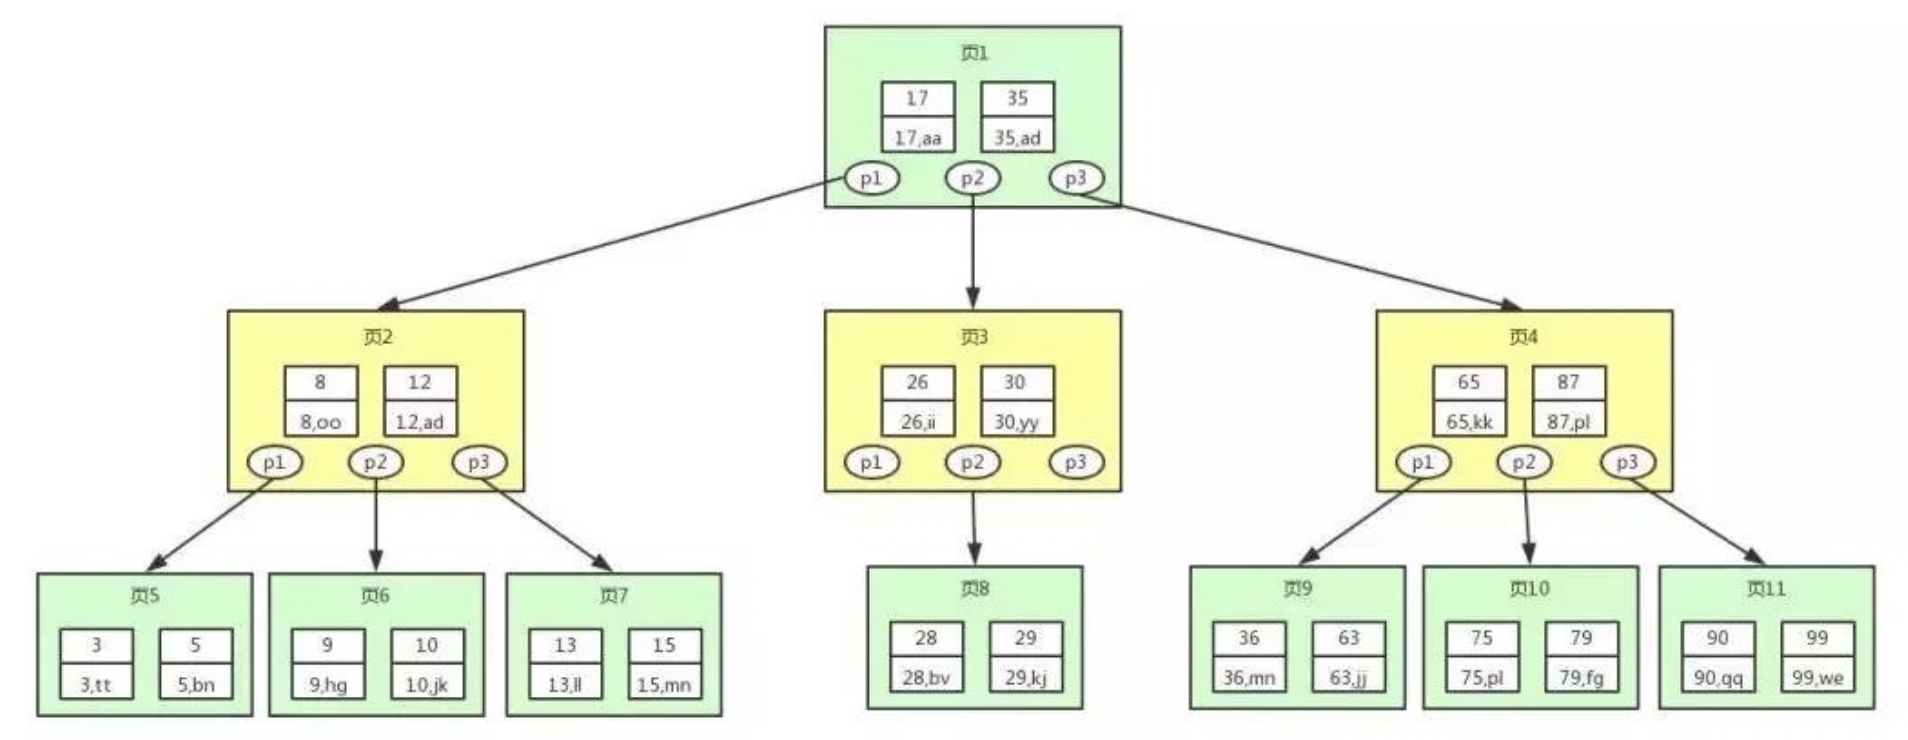 页1
17 35
17,aa 35,ad
p1 p2 p3
页2 页3 页4
8 12 26 30 65 87
8,oo 12,ad 26,ii 30,yy 65,kk 87,pl
p1 p2 p3 p1 p2 p3 p1 p2 p3
页5 页6 页7 页8 页9 页10 页11
3 5 9 10 13 15 28 29 36 63 75 79 90 99
3,tt 5,bn 9,hg 10,jk 13,ll 15,mn 28,bv 29,kj 36,mn 63,jj 75,pl 79,fg 90,qq 99,we